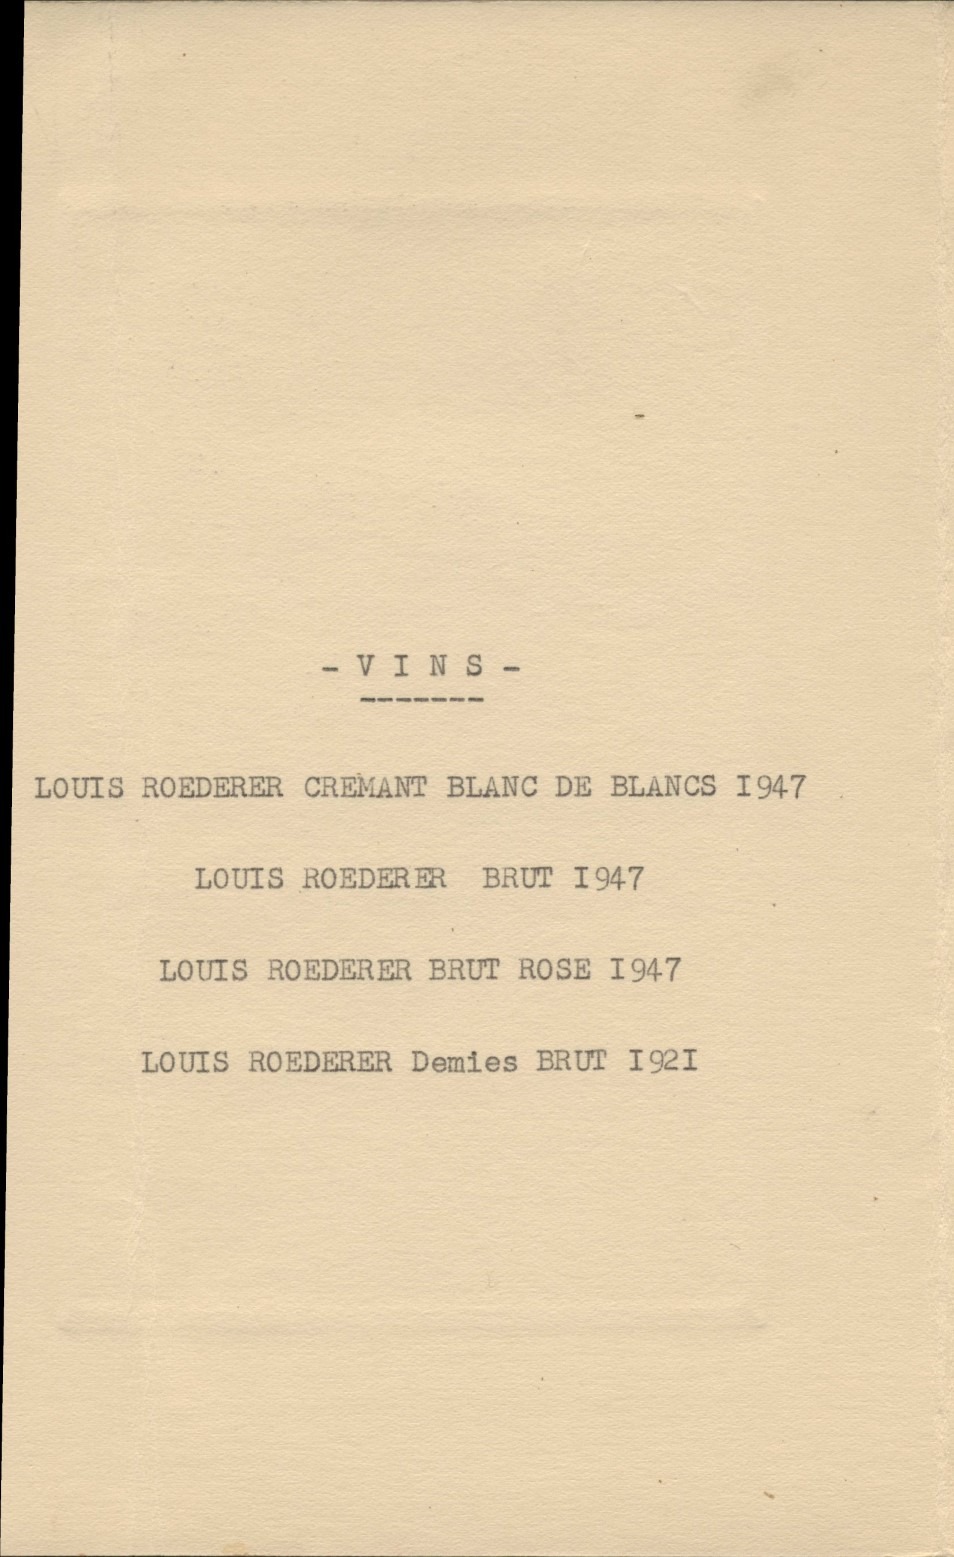 - V I N S -
-------
LOUIS ROEDERER CREMANT BLANC DE BLANCS I947
LOUIS ROEDERER BRUT I947
LOUIS ROEDERER BRUT ROSE I947
LOUIS ROEDERER Demies BRUT I92I